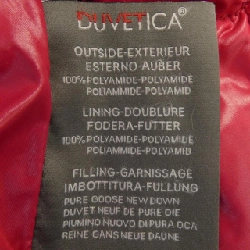 DUVETICA®
OUTSIDE-EXTERIEUR
ESTERNO-AUßER
100%POLYAMIDE-POLYAMIDE
POLIAMMIDE-POLYAMID
LINING-DOUBLURE
FODERA-FUTTER
100%POLYAMIDE-POLYAMIDE
POLIAMMIDE-POLYAMID
FILLING-GARNISSAGE
IMBOTTITURA-FÜLLUNG
PURE GOOSE NEW DOWN
DUVET NEUF DE PURE OIE
PIUMINO NUOVO DI PURA OCA
REINE GANS NEUE DAUNE